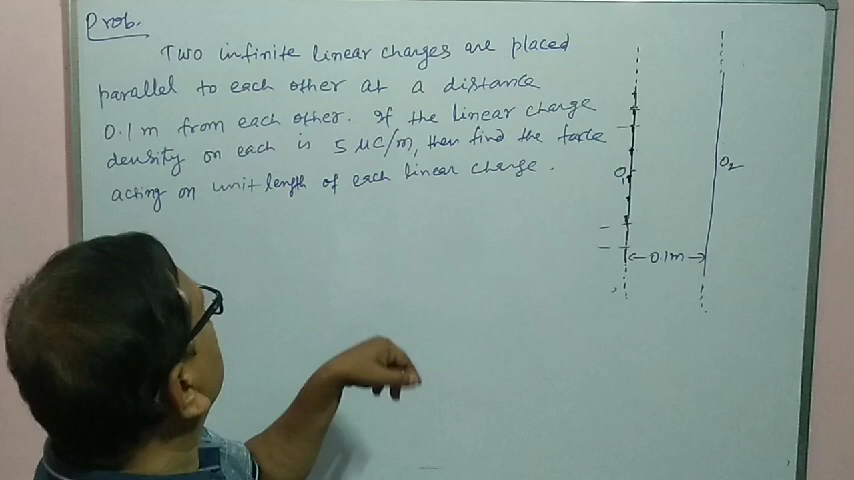 Prob.
Two infinite linear charges are placed
parallel to each other at a distance
0.1 m from each other. If the linear charge
density on each is 5 μC/m, then find the force
acting on unit length of each linear charge.
O1
O2
0.1m